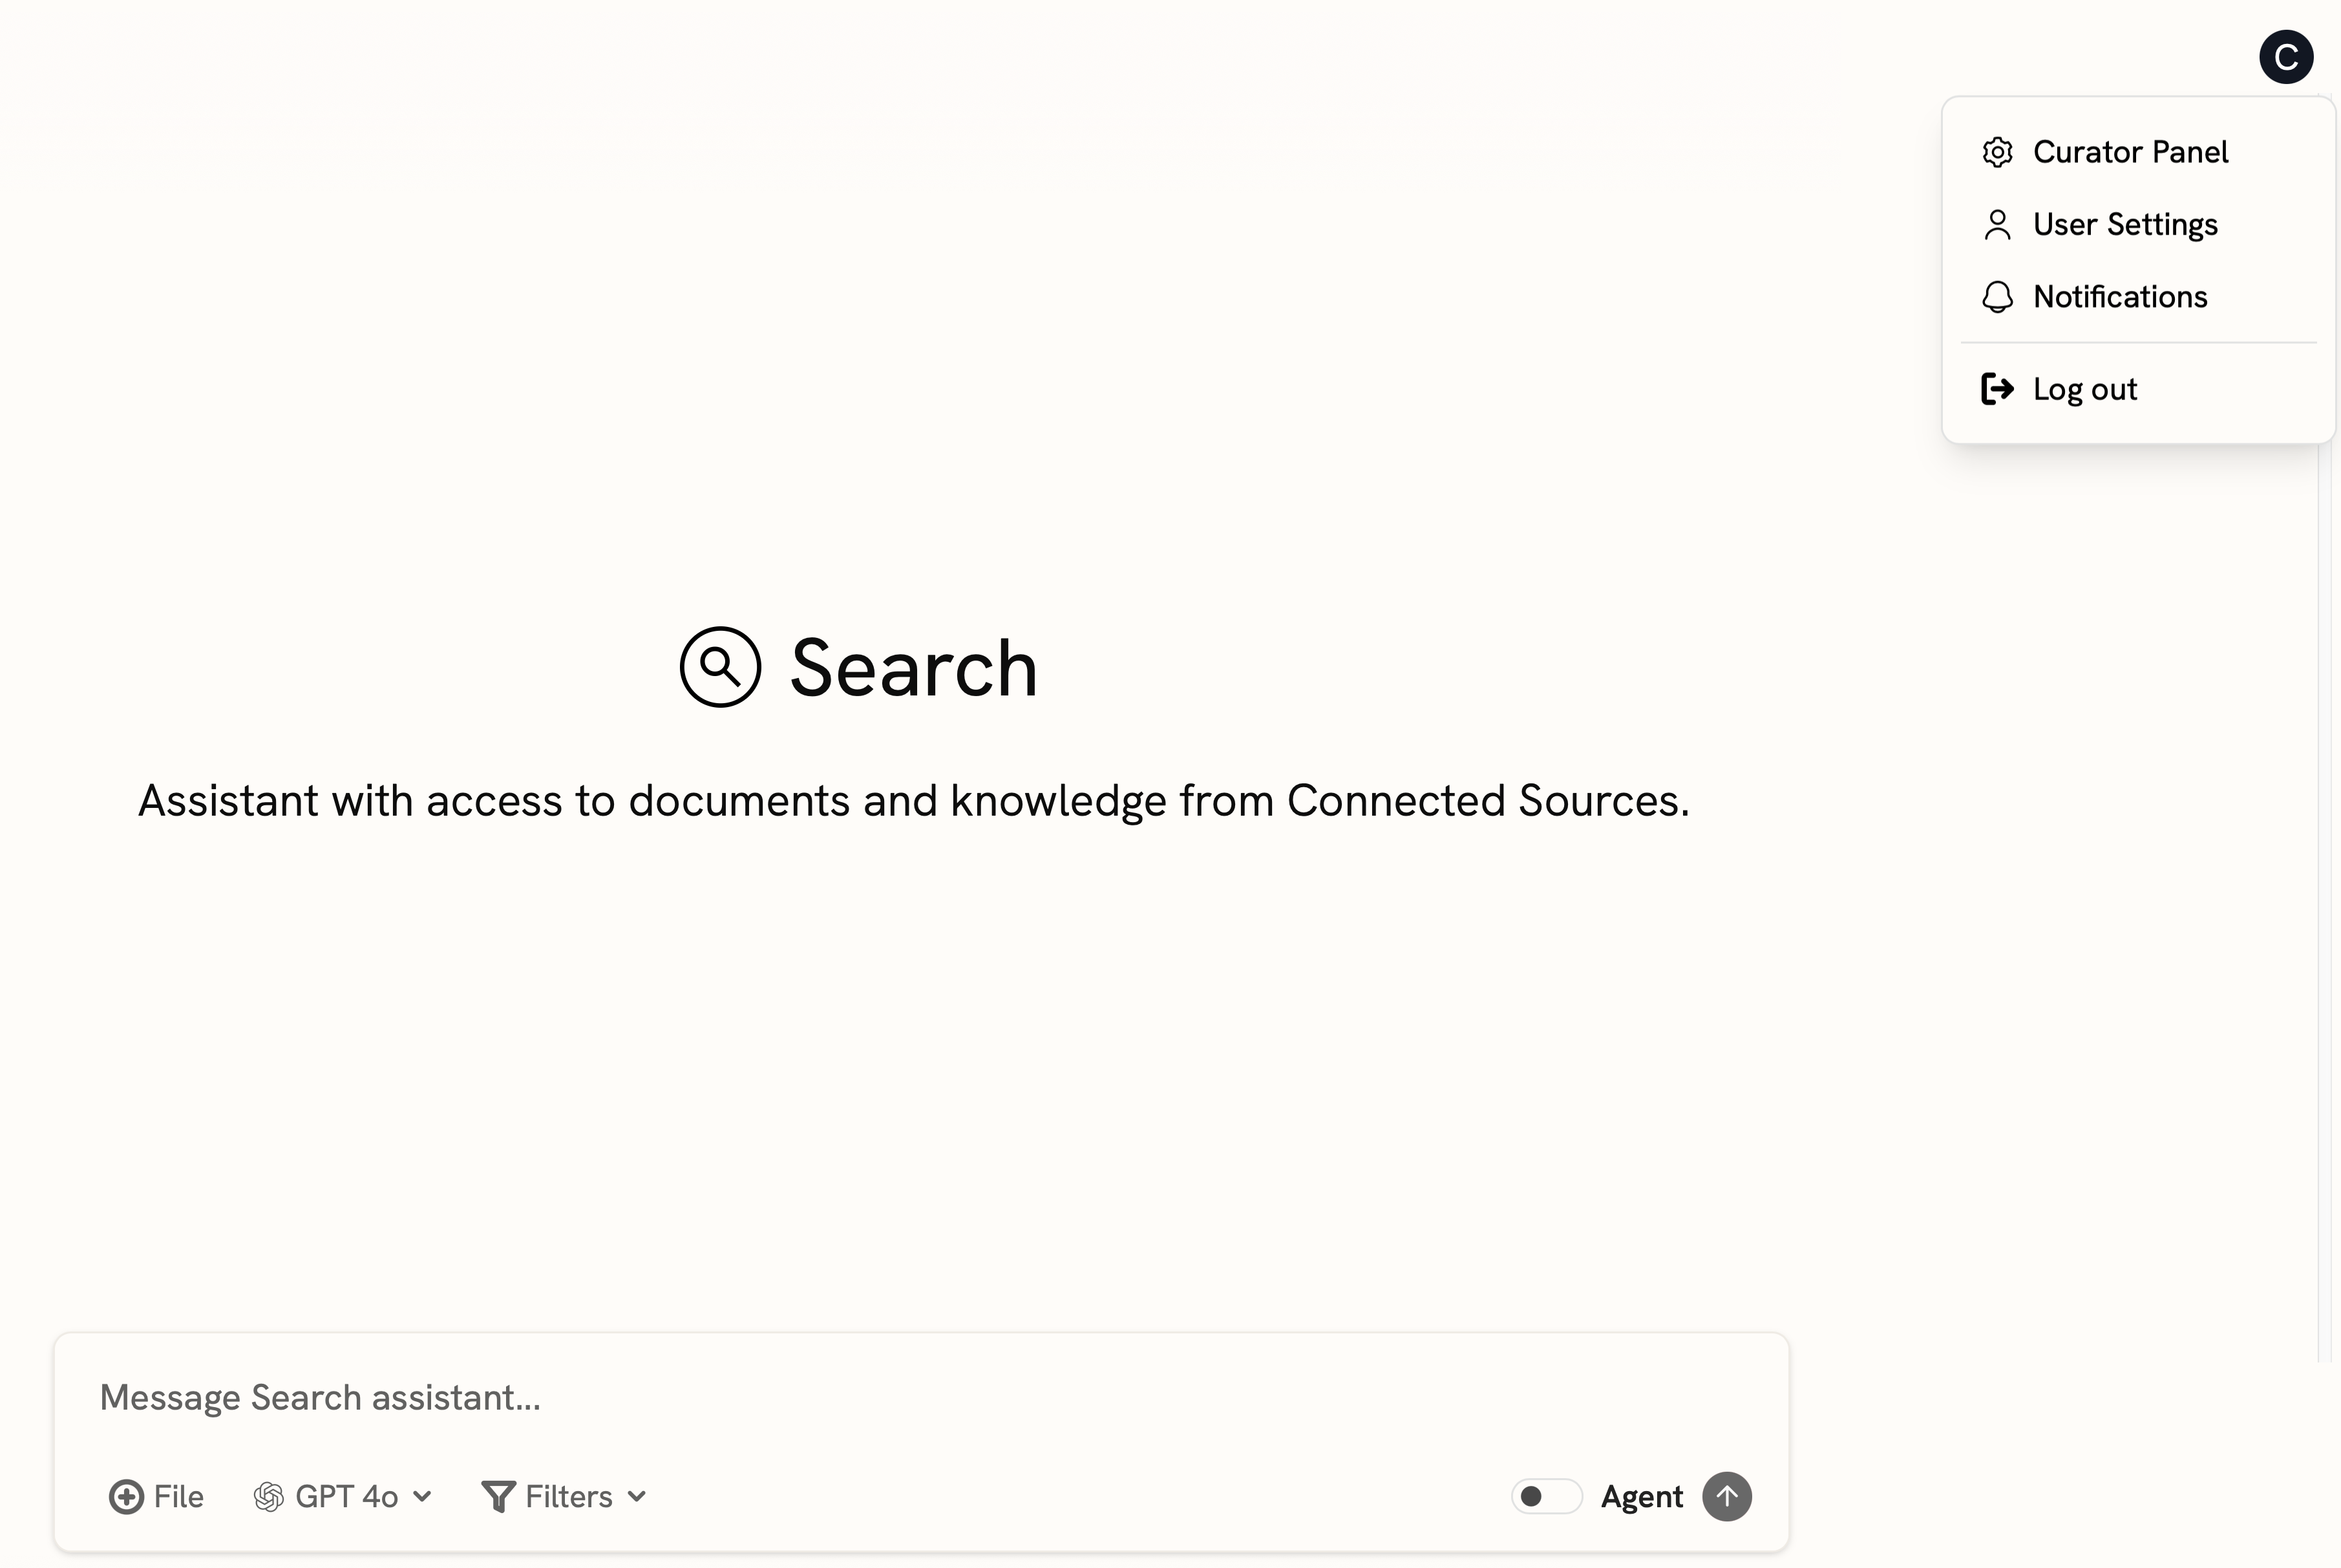 C
Curator Panel
User Settings
Notifications
Log out
Search
Assistant with access to documents and knowledge from Connected Sources.
Message Search assistant...
File
GPT 4o
Filters
Agent